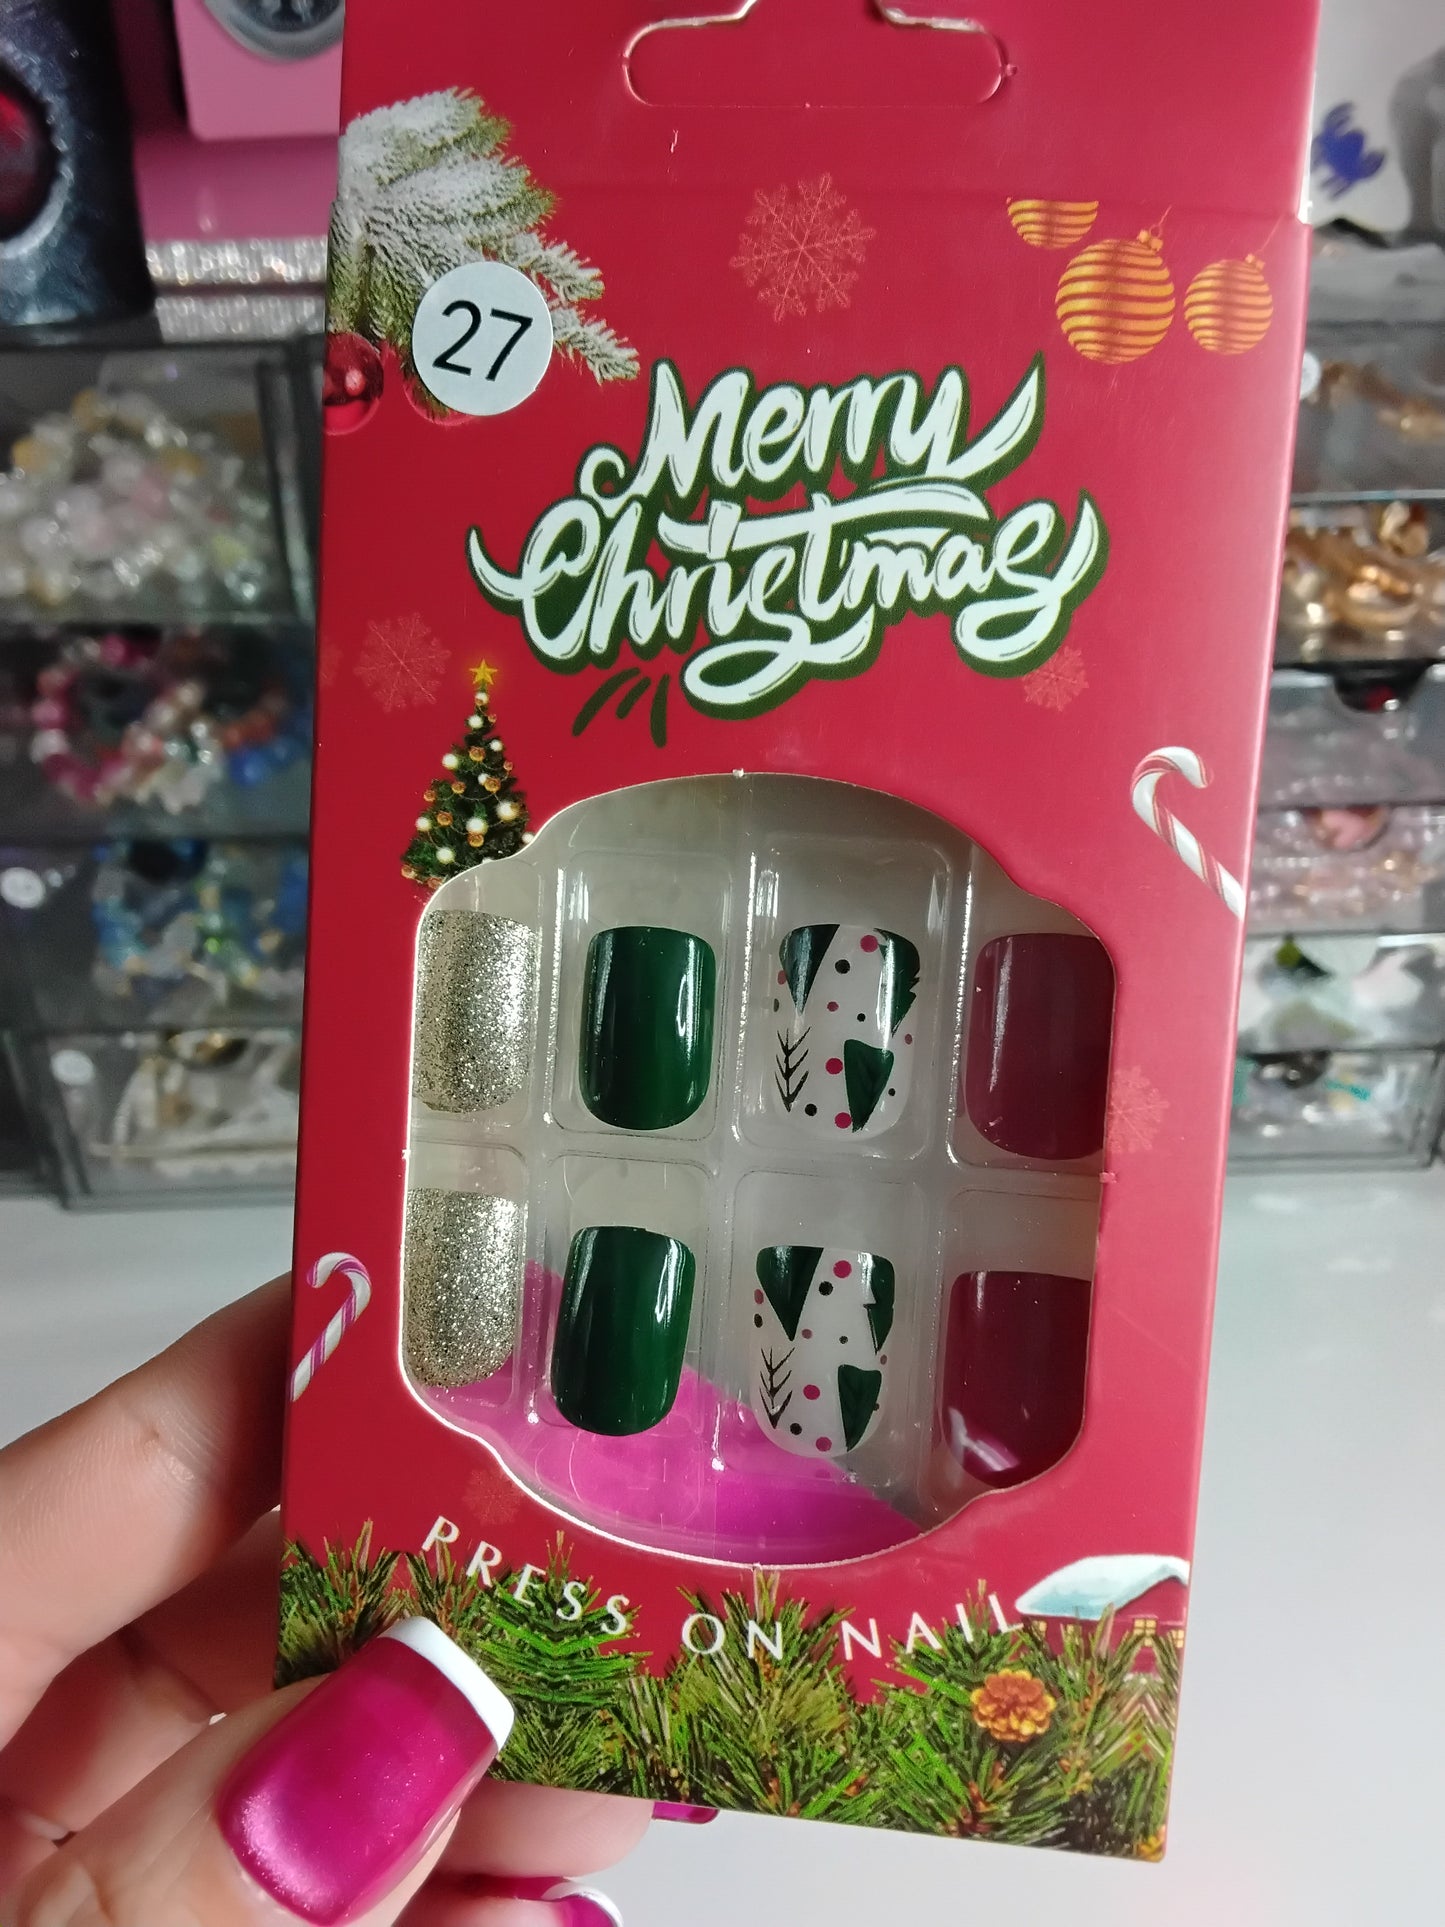 27
Merry
Christmas
PRESS ON NAIL